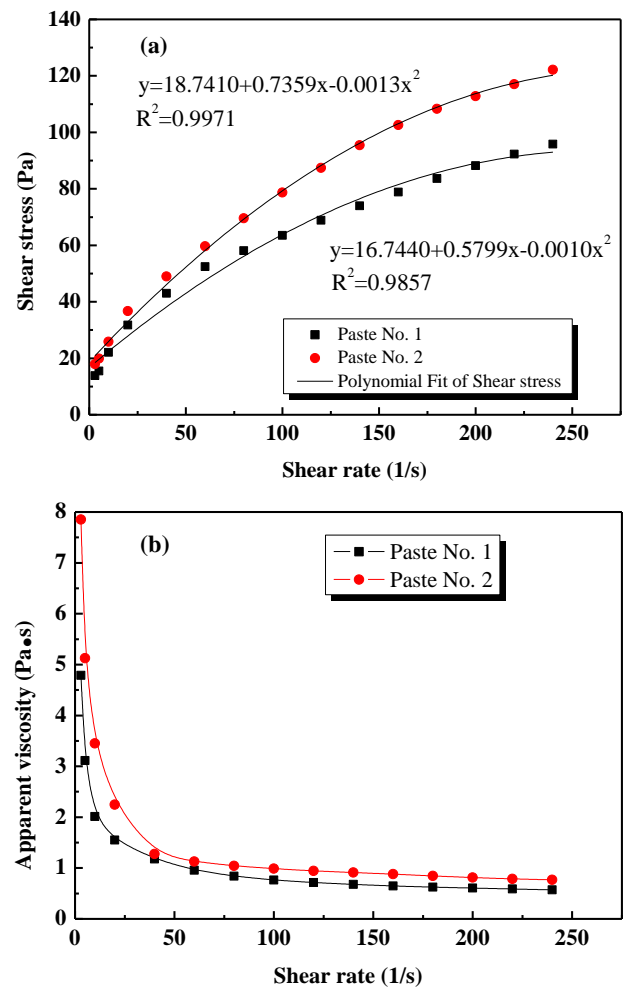 140
120
100
80
60
40
20
0
Shear stress (Pa)
(a)
y=18.7410+0.7359x-0.0013x²
R²=0.9971
y=16.7440+0.5799x-0.0010x²
R²=0.9857
Paste No. 1
Paste No. 2
Polynomial Fit of Shear stress
0 50 100 150 200 250
Shear rate (1/s)
8
7
6
5
4
3
2
1
0
Apparent viscosity (Pa•s)
(b)
Paste No. 1
Paste No. 2
0 50 100 150 200 250
Shear rate (1/s)